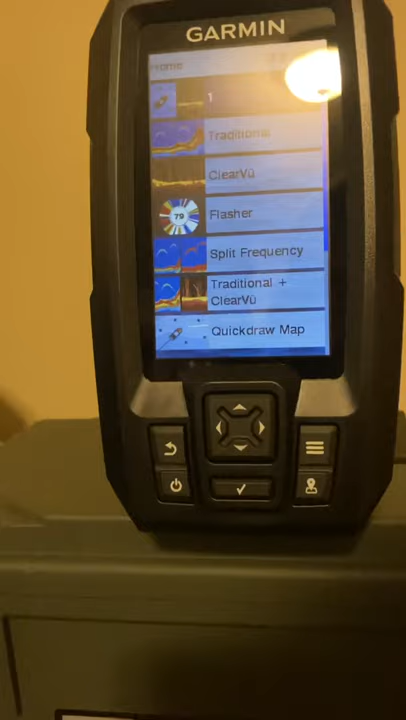 GARMIN
Home
1
Traditional
ClearVü
79
Flasher
Split Frequency
Traditional +
ClearVü
Quickdraw Map